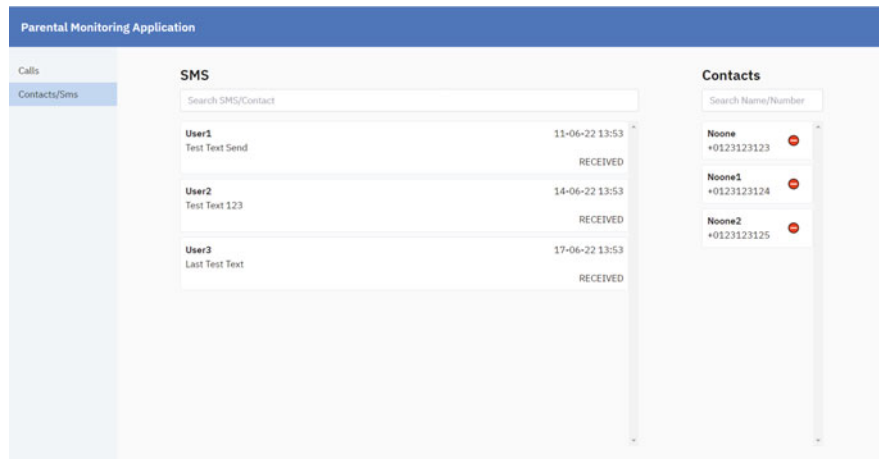 Parental Monitoring Application
Calls
Contacts/Sms
SMS
Search SMS/Contact
User1 11-06-22 13:53
Test Text Send
RECEIVED
User2 14-06-22 13:53
Test Text 123
RECEIVED
User3 17-06-22 13:53
Last Test Text
RECEIVED
Contacts
Search Name/Number
Noone
+0123123123
Noone1
+0123123124
Noone2
+0123123125